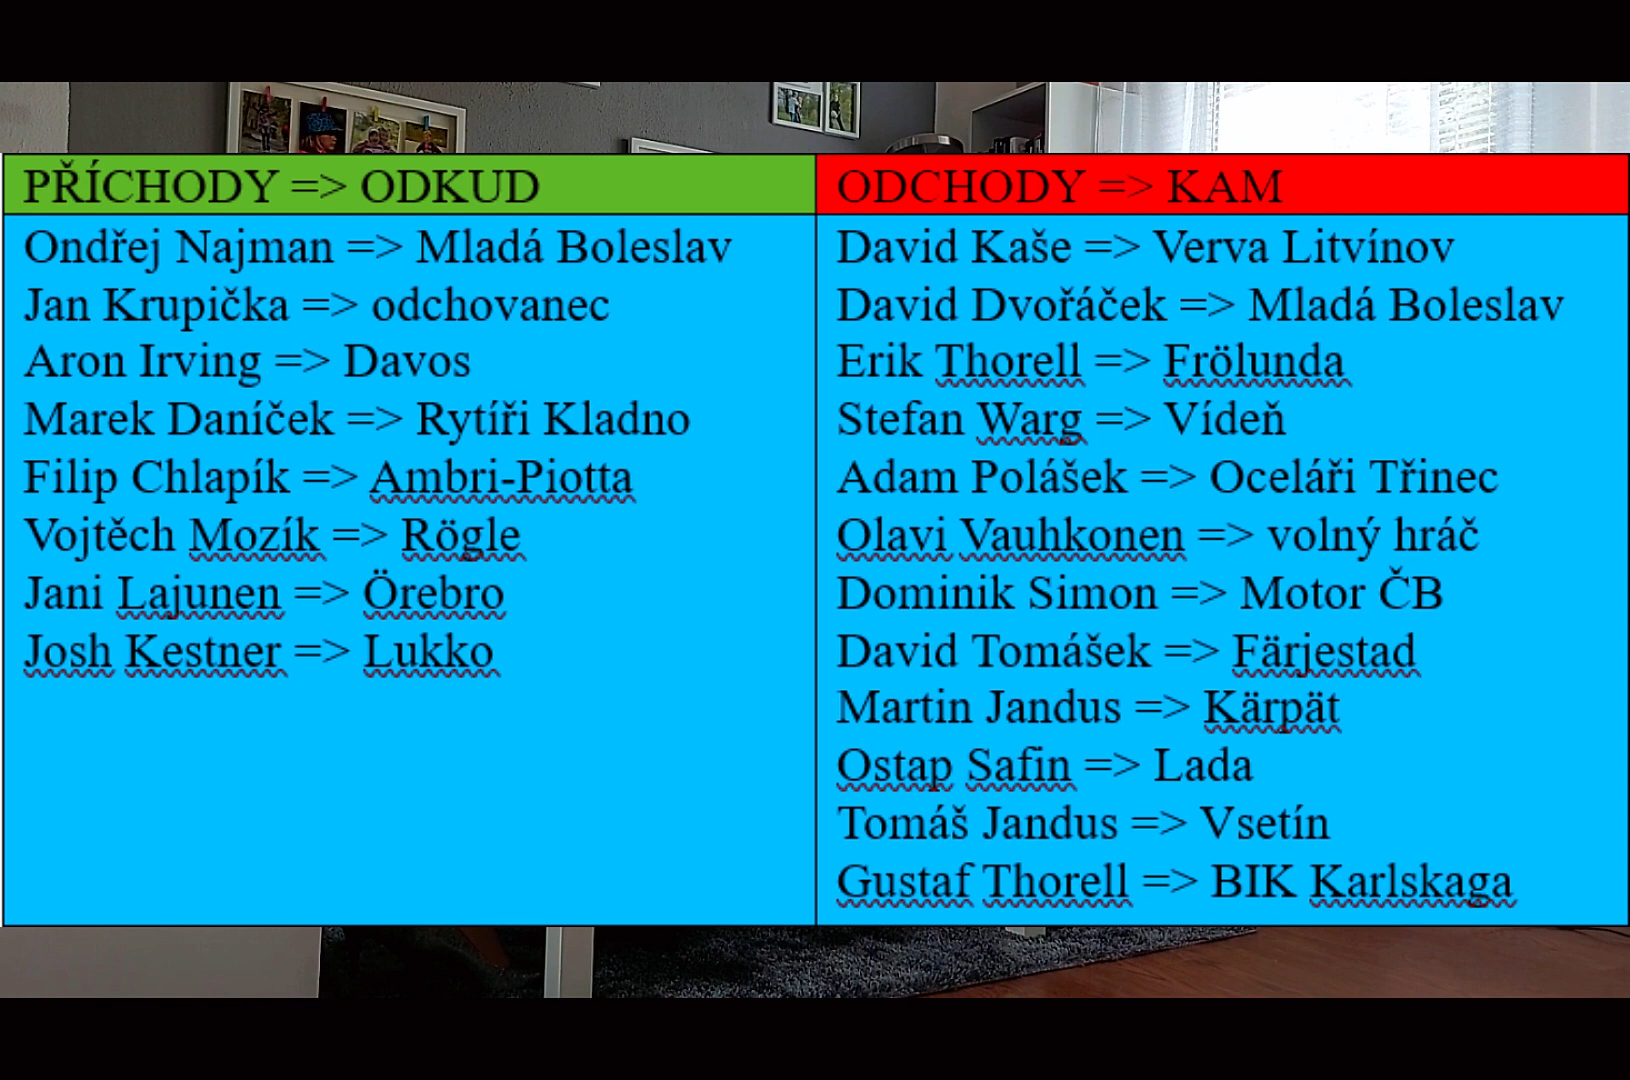 PŘÍCHODY => ODKUD
Ondřej Najman => Mladá Boleslav
Jan Krupička => odchovanec
Aron Irving => Davos
Marek Daníček => Rytíři Kladno
Filip Chlapík => Ambri-Piotta
Vojtěch Mozík => Rögle
Jani Lajunen => Örebro
Josh Kestner => Lukko
ODCHODY => KAM
David Kaše => Verva Litvínov
David Dvořáček => Mladá Boleslav
Erik Thorell => Frölunda
Stefan Warg => Vídeň
Adam Polášek => Oceláři Třinec
Olavi Vauhkonen => volný hráč
Dominik Simon => Motor ČB
David Tomášek => Färjestad
Martin Jandus => Kärpät
Ostap Safin => Lada
Tomáš Jandus => Vsetín
Gustaf Thorell => BIK Karlskaga